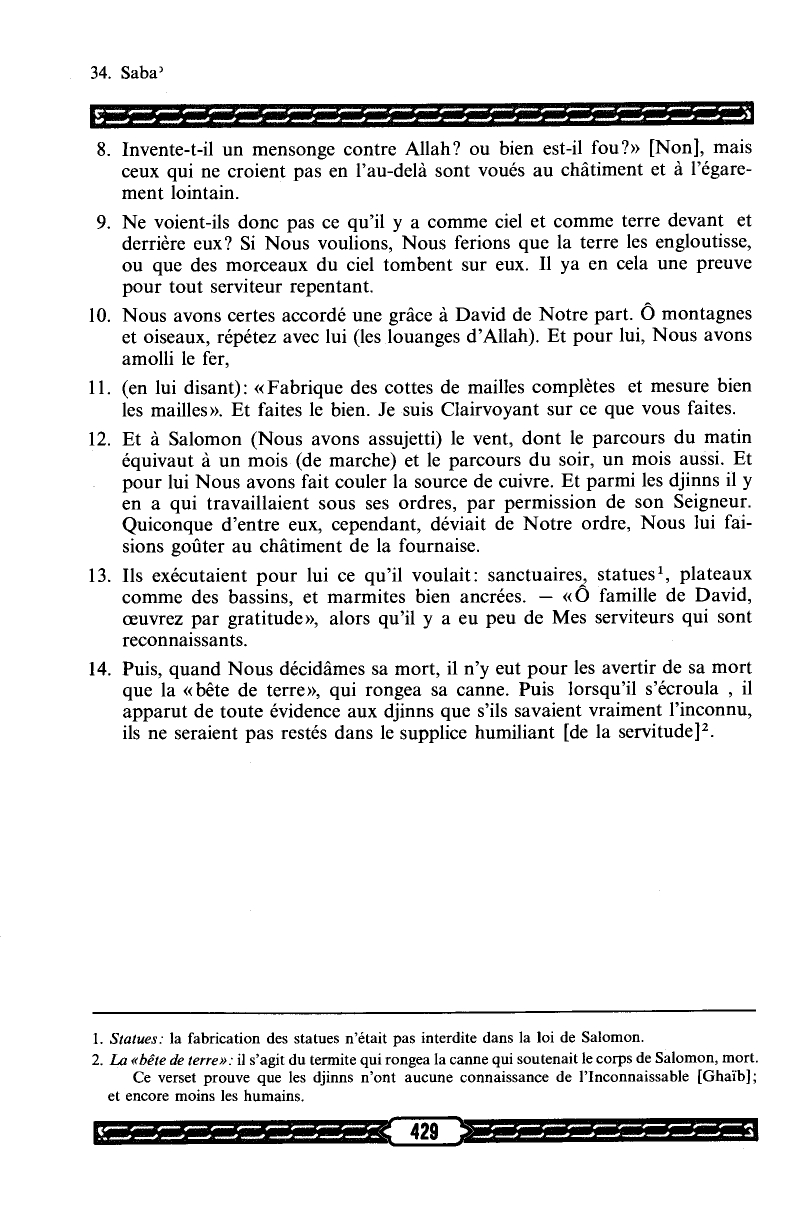 34. Saba’
8. Invente-t-il un mensonge contre Allah? ou bien est-il fou?» [Non], mais
ceux qui ne croient pas en l’au-delà sont voués au châtiment et à l’égare-
ment lointain.
9. Ne voient-ils donc pas ce qu’il y a comme ciel et comme terre devant et
derrière eux? Si Nous voulions, Nous ferions que la terre les engloutisse,
ou que des morceaux du ciel tombent sur eux. Il ya en cela une preuve
pour tout serviteur repentant.
10. Nous avons certes accordé une grâce à David de Notre part. Ô montagnes
et oiseaux, répétez avec lui (les louanges d’Allah). Et pour lui, Nous avons
amolli le fer,
11. (en lui disant): «Fabrique des cottes de mailles complètes et mesure bien
les mailles». Et faites le bien. Je suis Clairvoyant sur ce que vous faites.
12. Et à Salomon (Nous avons assujetti) le vent, dont le parcours du matin
équivaut à un mois (de marche) et le parcours du soir, un mois aussi. Et
pour lui Nous avons fait couler la source de cuivre. Et parmi les djinns il y
en a qui travaillaient sous ses ordres, par permission de son Seigneur.
Quiconque d’entre eux, cependant, déviait de Notre ordre, Nous lui fai-
sions goûter au châtiment de la fournaise.
13. Ils exécutaient pour lui ce qu’il voulait: sanctuaires, statues¹, plateaux
comme des bassins, et marmites bien ancrées. — «Ô famille de David,
œuvrez par gratitude», alors qu’il y a eu peu de Mes serviteurs qui sont
reconnaissants.
14. Puis, quand Nous décidâmes sa mort, il n’y eut pour les avertir de sa mort
que la «bête de terre», qui rongea sa canne. Puis lorsqu’il s’écroula , il
apparut de toute évidence aux djinns que s’ils savaient vraiment l’inconnu,
ils ne seraient pas restés dans le supplice humiliant [de la servitude]².
1. Statues: la fabrication des statues n’était pas interdite dans la loi de Salomon.
2. La «bête de terre»: il s’agit du termite qui rongea la canne qui soutenait le corps de Salomon, mort.
Ce verset prouve que les djinns n’ont aucune connaissance de l’Inconnaissable [Ghaïb];
et encore moins les humains.
429